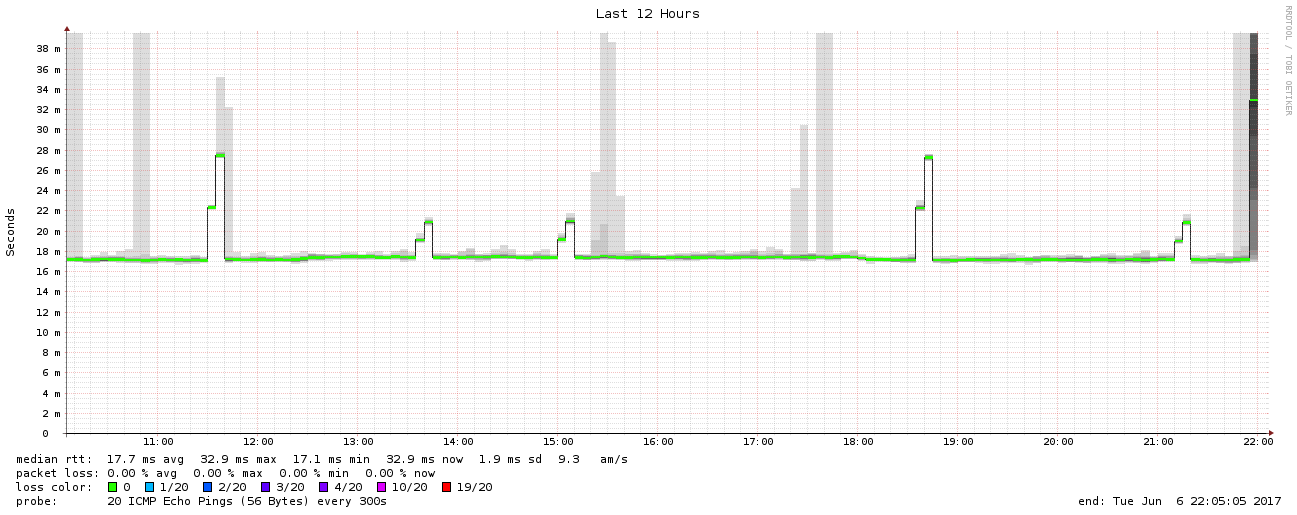 Last 12 Hours
RRDTOOL / TOBI OETIKER
Seconds
38 m
36 m
34 m
32 m
30 m
28 m
26 m
24 m
22 m
20 m
18 m
16 m
14 m
12 m
10 m
8 m
6 m
4 m
2 m
0
11:00 12:00 13:00 14:00 15:00 16:00 17:00 18:00 19:00 20:00 21:00 22:00
median rtt: 17.7 ms avg 32.9 ms max 17.1 ms min 32.9 ms now 1.9 ms sd 9.3 am/s
packet loss: 0.00 % avg 0.00 % max 0.00 % min 0.00 % now
loss color: 0 1/20 2/20 3/20 4/20 10/20 19/20
probe: 20 ICMP Echo Pings (56 Bytes) every 300s end: Tue Jun 6 22:05:05 2017